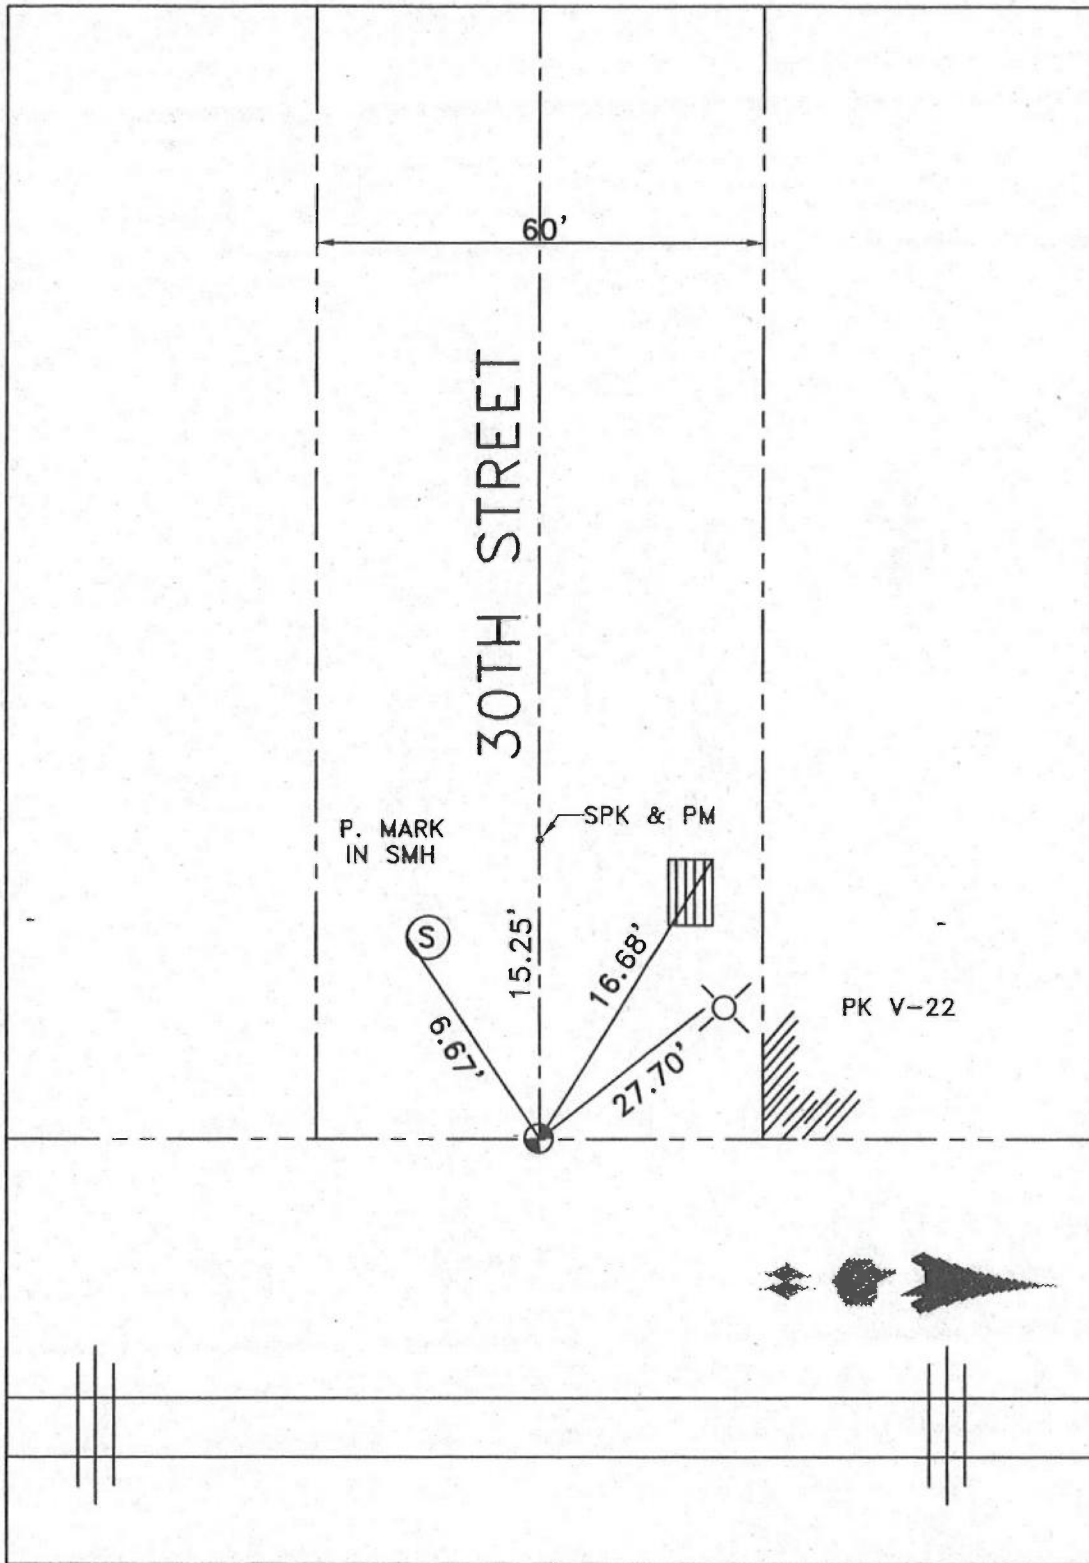 60'
30TH STREET
SPK & PM
P. MARK
IN SMH
S
15.25'
16.68'
6.67'
27.70'
PK V-22